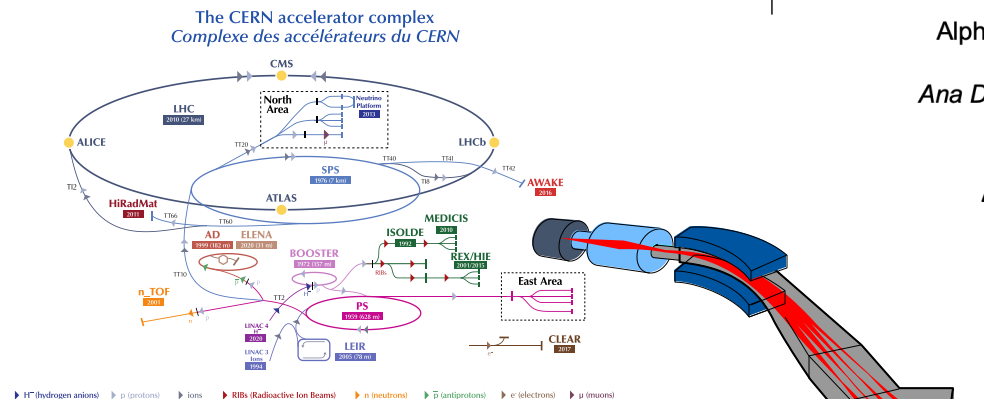 The CERN accelerator complex
Complexe des accélérateurs du CERN
CMS
North
Area
Neutrino
Platform
2013
μ
LHC
2010 (27 km)
ALICE
LHCb
TT20
TT40
TT41
TT42
TI8
SPS
1976 (7 km)
AWAKE
2016
TI2
ATLAS
HiRadMat
2011
TT66
TT60
AD
1999 (182 m)
ELENA
2020 (31 m)
MEDICIS
2010
ISOLDE
1992
REX/HIE
2001/2015
RIBs
BOOSTER
1972 (157 m)
TT10
East Area
n_TOF
2001
n
p
p
H⁻
TT2
PS
1959 (628 m)
LINAC 4
H⁻
2020
LINAC 3
Ions
1994
LEIR
2005 (78 m)
CLEAR
2017
e⁻
H⁻ (hydrogen anions)
p (protons)
ions
RIBs (Radioactive Ion Beams)
n (neutrons)
p̅ (antiprotons)
e⁻ (electrons)
μ (muons)
Alph
Ana D